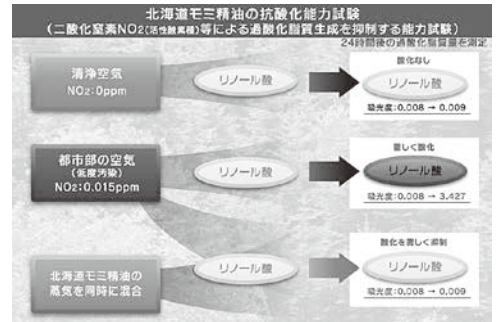 北海道モミ精油の抗酸化能力試験
(二酸化窒素NO2(活性酸素種)等による過酸化脂質生成を抑制する能力試験)
24時間後の過酸化脂質量を測定
清浄空気
NO2:0ppm
リノール酸
酸化なし
リノール酸
吸光度:0.008 → 0.009
都市部の空気
(低度汚染)
NO2:0.015ppm
リノール酸
著しく酸化
リノール酸
吸光度:0.008 → 3.427
北海道モミ精油の
蒸気を同時に混合
リノール酸
酸化を著しく抑制
リノール酸
吸光度:0.008 → 0.009